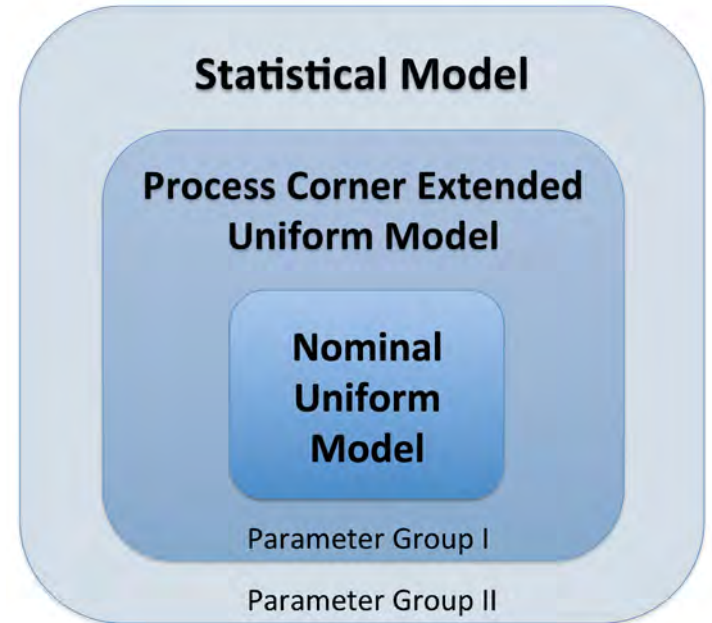 Statistical Model
Process Corner Extended
Uniform Model
Nominal
Uniform
Model
Parameter Group I
Parameter Group II